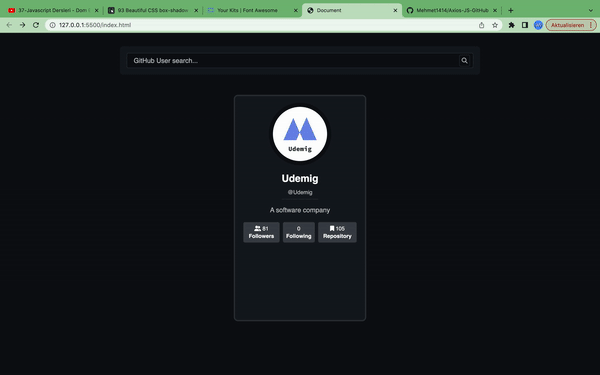 37-Javascript Dersleri - Dom
93 Beautiful CSS box-shadow
Your Kits | Font Awesome
Document
Mehmet1414/Axios-JS-GitHub
127.0.0.1:5500/index.html
Aktualisieren
GitHub User search...
Udemig
Udemig
@Udemig
A software company
81
Followers
0
Following
105
Repository